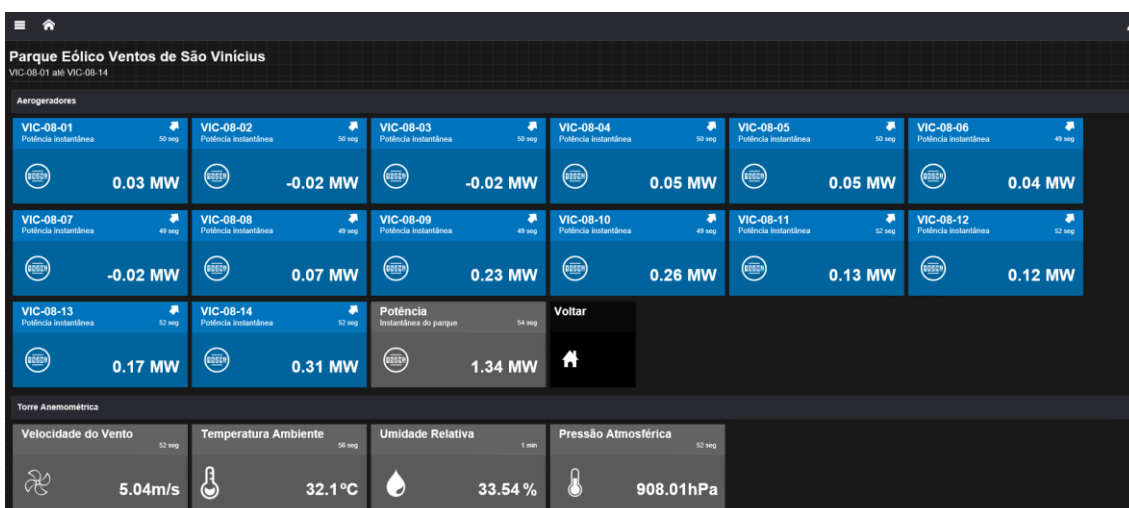 Parque Eólico Ventos de São Vinícius
VIC-08-01 até VIC-08-14
Aerogeradores
VIC-08-01
Potência instantânea 50 seg
0.03 MW
VIC-08-02
Potência instantânea 50 seg
-0.02 MW
VIC-08-03
Potência instantânea 50 seg
-0.02 MW
VIC-08-04
Potência instantânea 50 seg
0.05 MW
VIC-08-05
Potência instantânea 50 seg
0.05 MW
VIC-08-06
Potência instantânea 49 seg
0.04 MW
VIC-08-07
Potência instantânea 49 seg
-0.02 MW
VIC-08-08
Potência instantânea 49 seg
0.07 MW
VIC-08-09
Potência instantânea 49 seg
0.23 MW
VIC-08-10
Potência instantânea 49 seg
0.26 MW
VIC-08-11
Potência instantânea 52 seg
0.13 MW
VIC-08-12
Potência instantânea 52 seg
0.12 MW
VIC-08-13
Potência instantânea 52 seg
0.17 MW
VIC-08-14
Potência instantânea 52 seg
0.31 MW
Potência
Instantânea do parque 54 seg
1.34 MW
Voltar
Torre Anemométrica
Velocidade do Vento
52 seg
5.04m/s
Temperatura Ambiente
56 seg
32.1ºC
Umidade Relativa
1 min
33.54 %
Pressão Atmosférica
52 seg
908.01hPa